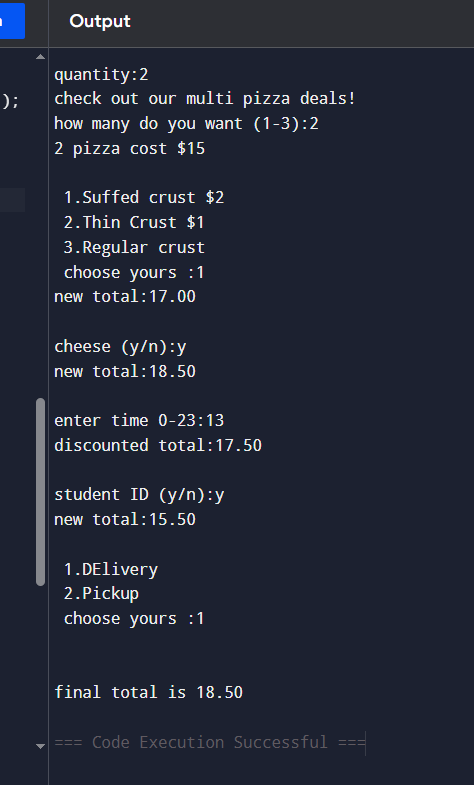 Output
quantity:2
);
check out our multi pizza deals!
how many do you want (1-3):2
2 pizza cost $15
1.Suffed crust $2
2.Thin Crust $1
3.Regular crust
choose yours :1
new total:17.00
cheese (y/n):y
new total:18.50
enter time 0-23:13
discounted total:17.50
student ID (y/n):y
new total:15.50
1.DElivery
2.Pickup
choose yours :1
final total is 18.50
=== Code Execution Successful ===